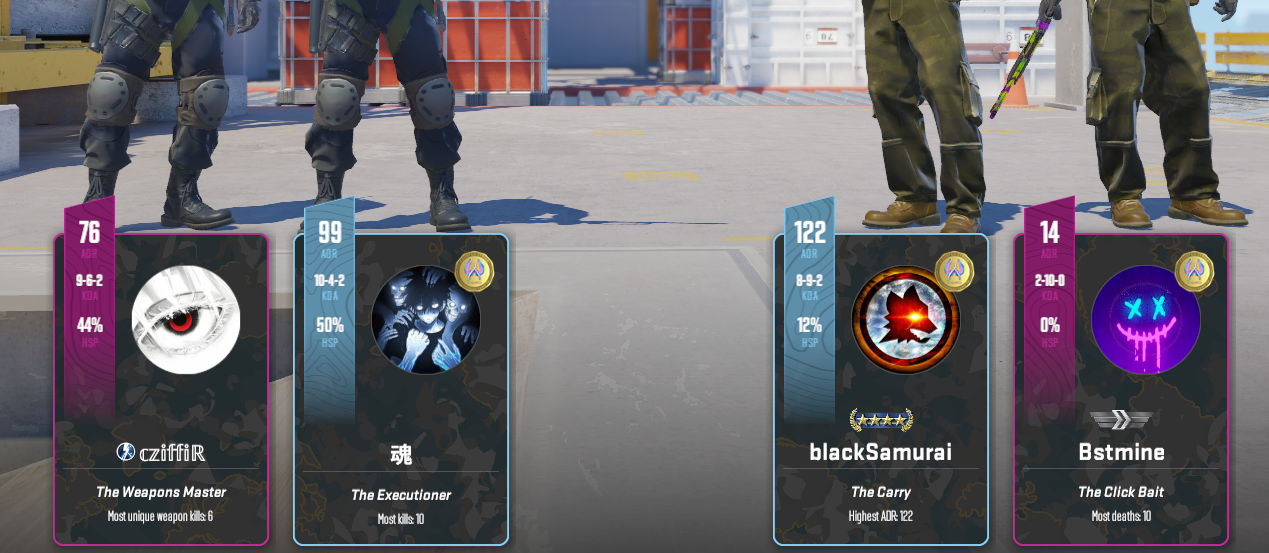 76
ADR
9-6-2
KDA
44%
HSP
cziffiR
The Weapons Master
Most unique weapon kills: 6
99
ADR
10-4-2
KDA
50%
HSP
魂
The Executioner
Most kills: 10
122
ADR
8-9-2
KDA
12%
HSP
blackSamurai
The Carry
Highest ADR: 122
14
ADR
2-10-0
KDA
0%
HSP
Bstmine
The Click Bait
Most deaths: 10